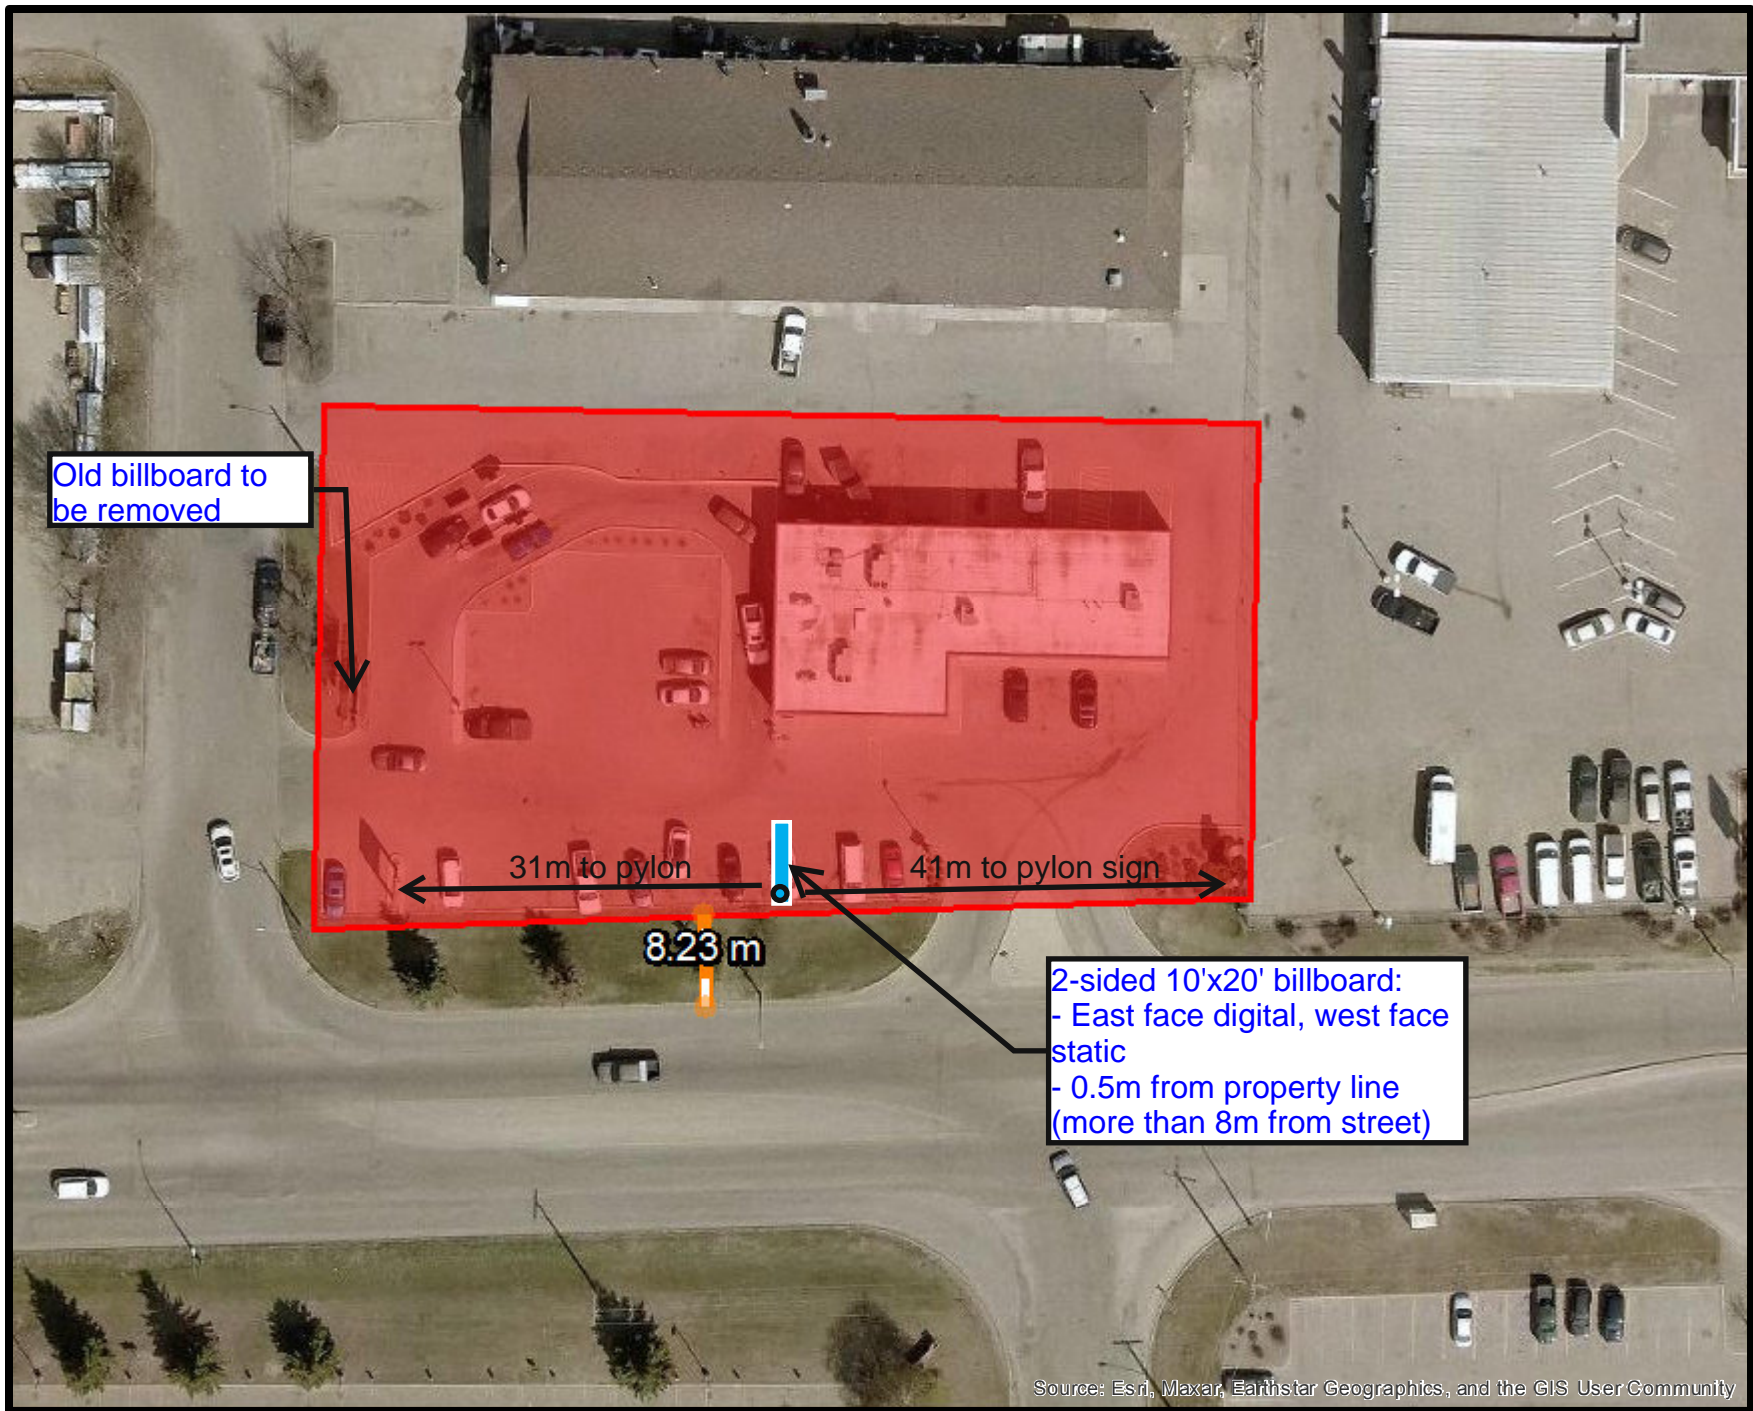 Old billboard to
be removed
31m to pylon
41m to pylon sign
8.23 m
2-sided 10'x20' billboard:
- East face digital, west face
static
- 0.5m from property line
(more than 8m from street)
Source: Esri, Maxar, Earthstar Geographics, and the GIS User Community